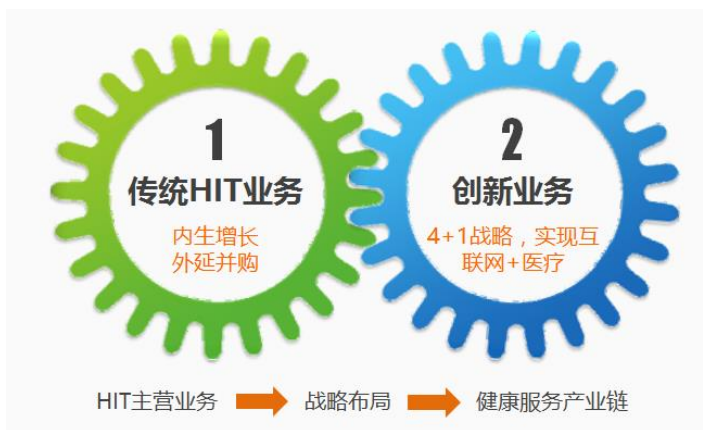 1
传统HIT业务
内生增长
外延并购
2
创新业务
4+1战略，实现互
联网+医疗
HIT主营业务
战略布局
健康服务产业链